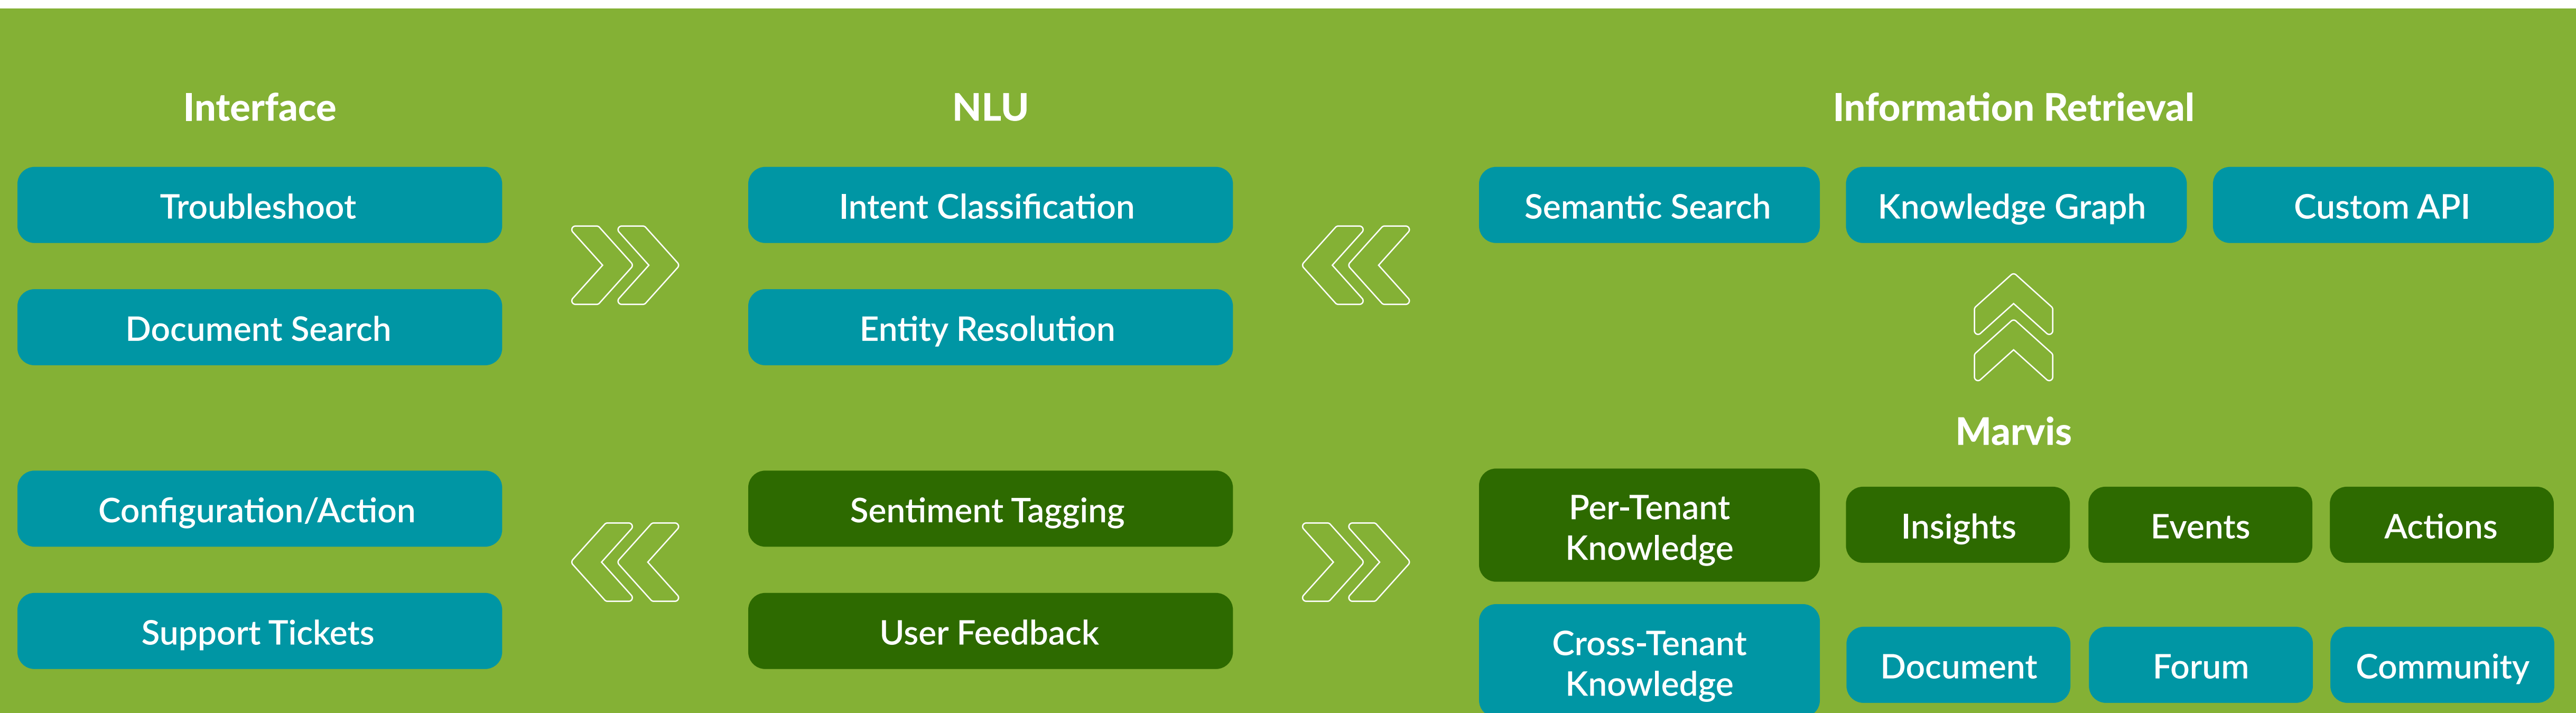 Interface
Troubleshoot
Document Search
Configuration/Action
Support Tickets
NLU
Intent Classification
Entity Resolution
Sentiment Tagging
User Feedback
Information Retrieval
Semantic Search
Knowledge Graph
Custom API
Marvis
Per-Tenant
Knowledge
Insights
Events
Actions
Cross-Tenant
Knowledge
Document
Forum
Community